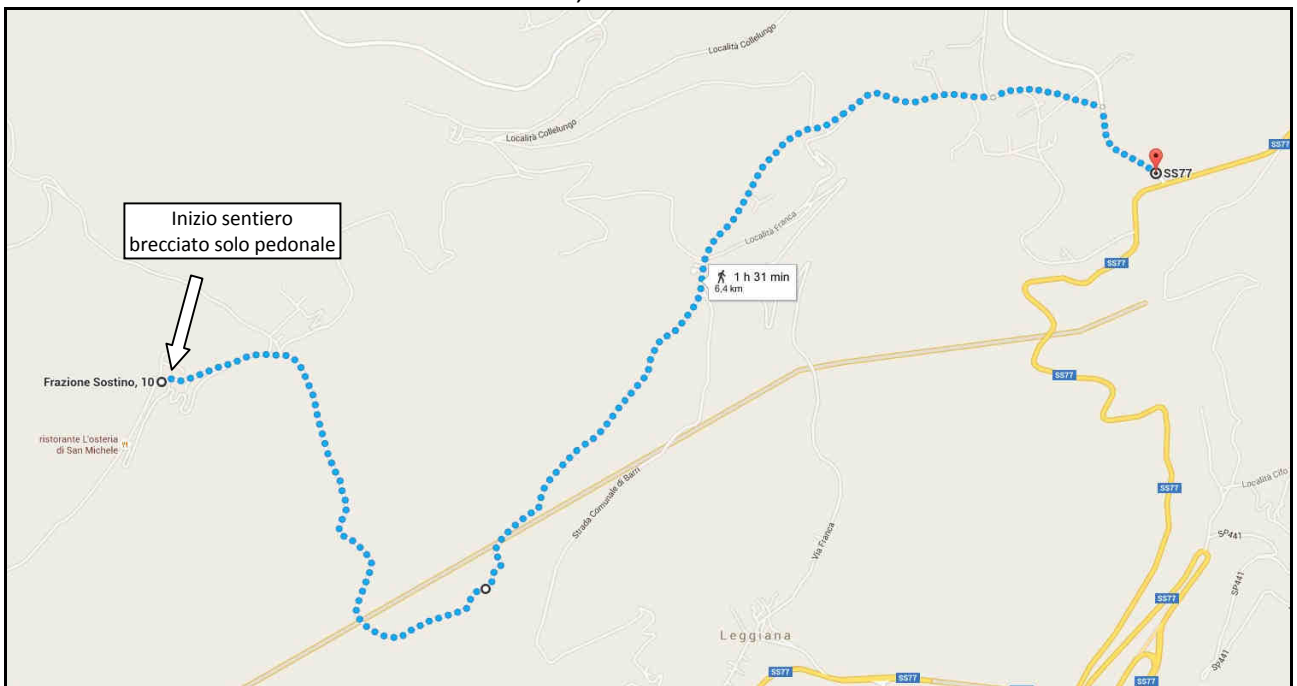 Località Collelungo
Località Collelungo
SS77
SS77
Inizio sentiero
brecciato solo pedonale
Località Franca
SS77
1 h 31 min
6,4 km
Frazione Sostino, 10
SS77
ristorante L'osteria
di San Michele
Strada Comunale di Barri
SS77
Località Cifo
Via Franca
SP441
SP441
SS77
Leggiana
SP441
SS77
SS77
SS77